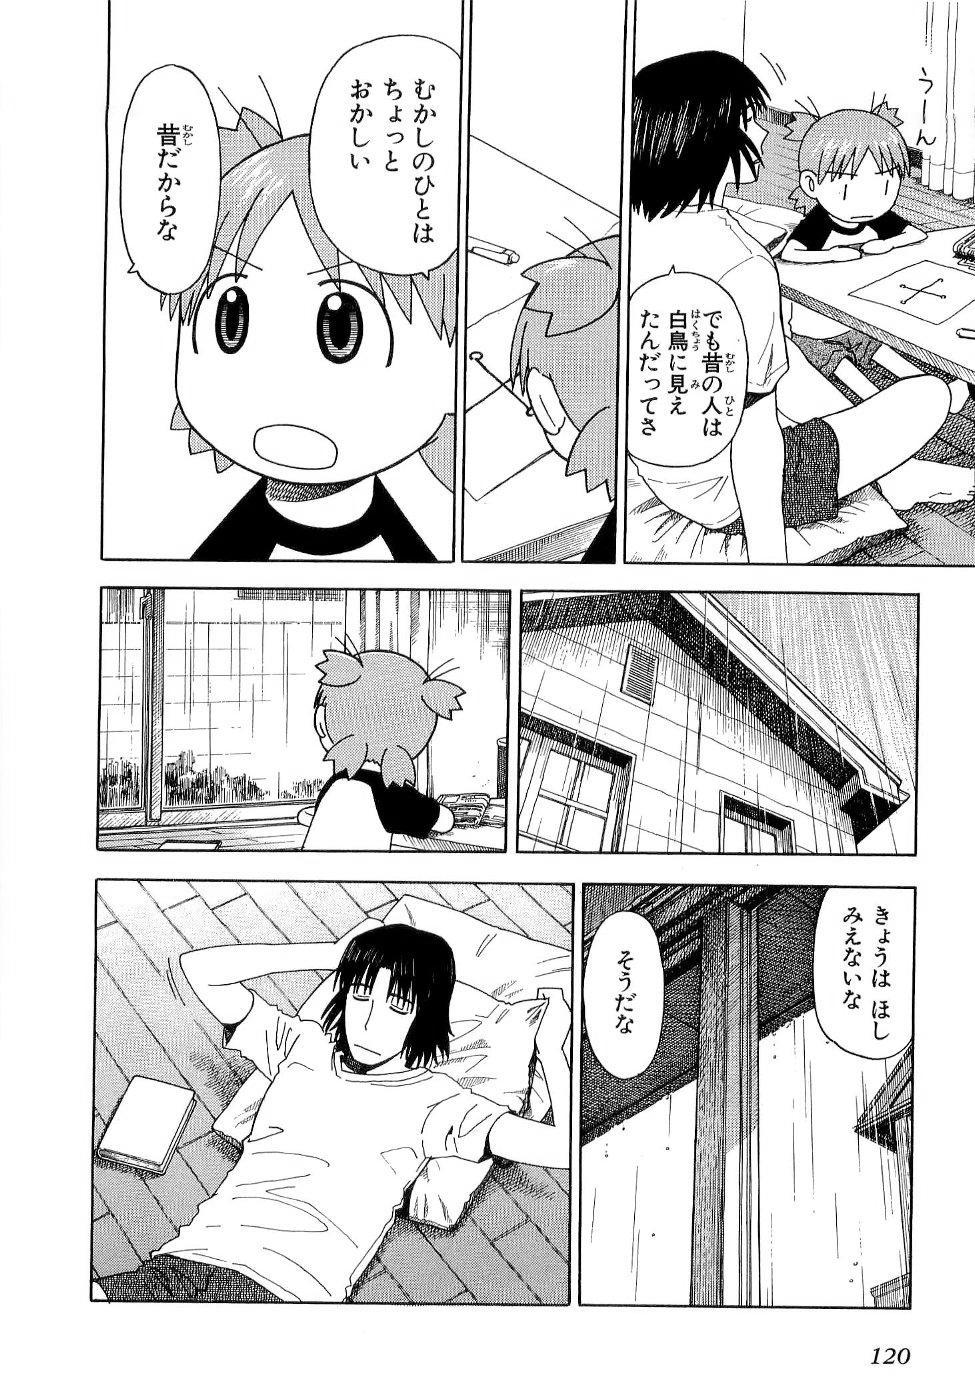 うーん
でも昔の人は
白鳥に見え
たんだってさ
むかしのひとは
ちょっと
おかしい
昔だからな
きょうは ほし
みえないな
そうだな
120